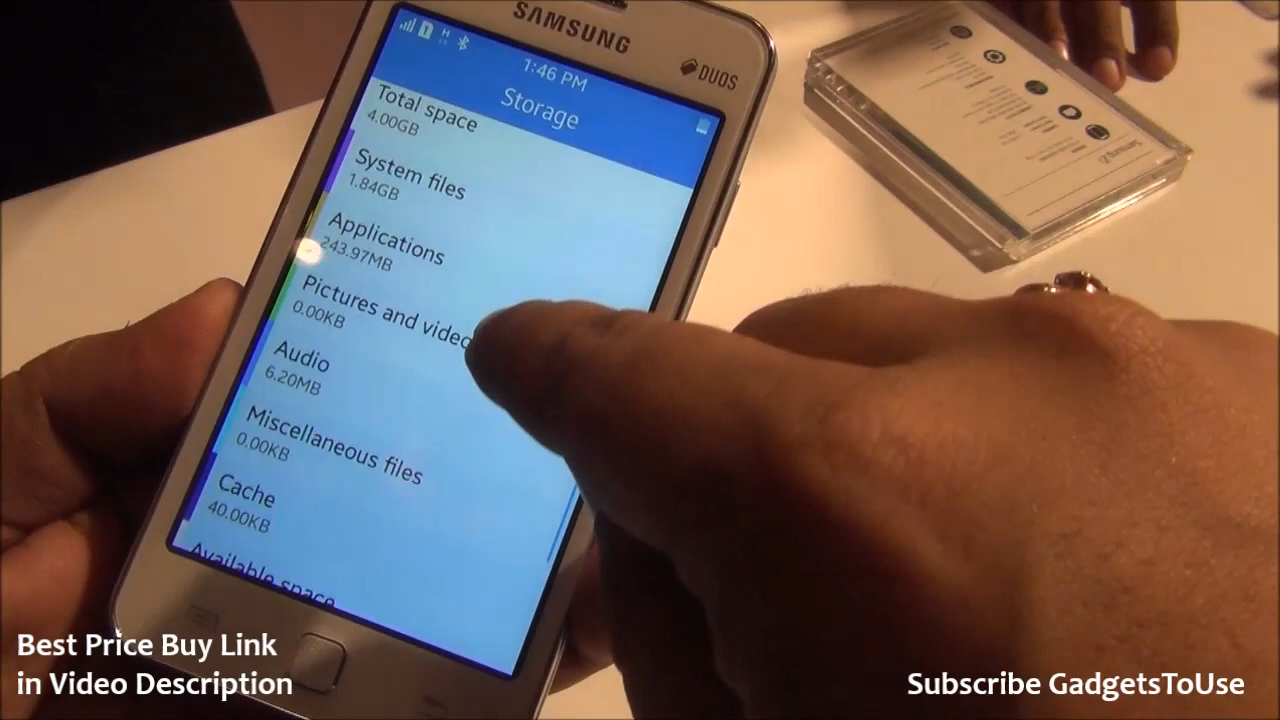 SAMSUNG
DUOS
H
1:46 PM
Storage
Total space
4.00GB
System files
1.84GB
Applications
243.97MB
Pictures and video
0.00KB
Audio
6.20MB
Miscellaneous files
0.00KB
Cache
40.00KB
Available space
Samsung Z
Best Price Buy Link
in Video Description
Subscribe GadgetsToUse